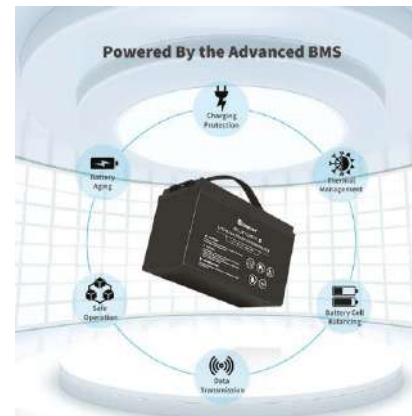 Powered By the Advanced BMS
Charging
Protection
Battery
Aging
Thermal
Management
Safe
Operation
Battery Cell
Balancing
Data
Transmission